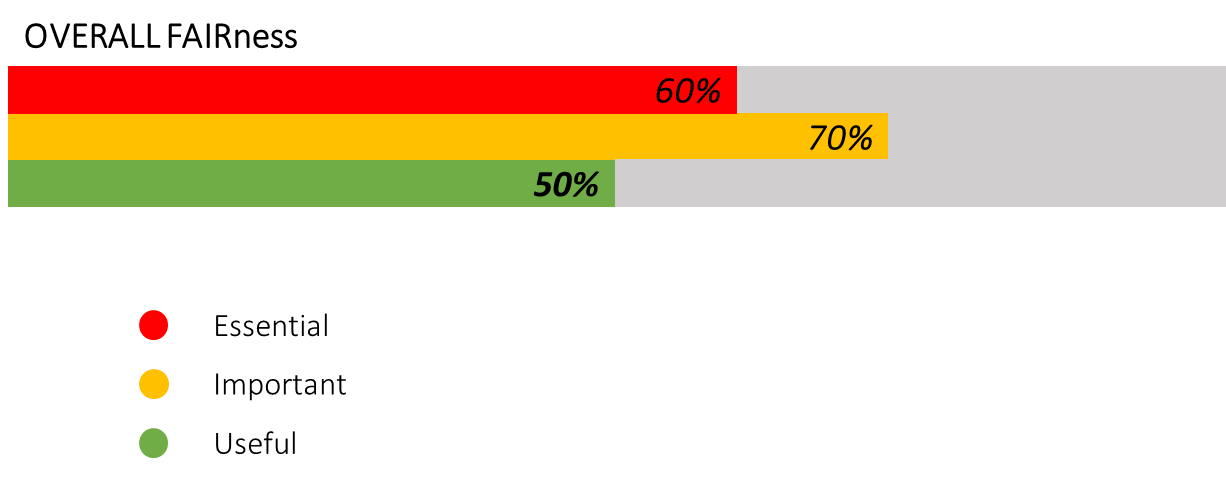 OVERALL FAIRness
60%
70%
50%
Essential
Important
Useful